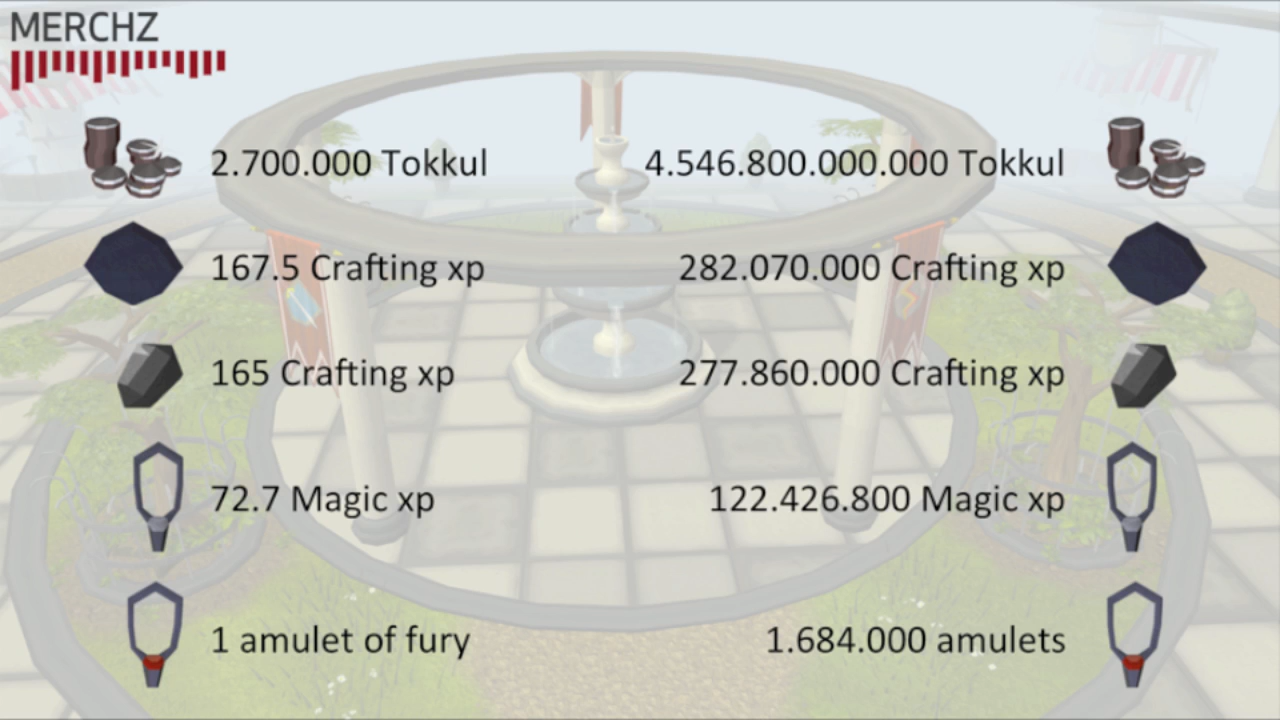 MERCHZ
2.700.000 Tokkul
4.546.800.000.000 Tokkul
167.5 Crafting xp
282.070.000 Crafting xp
165 Crafting xp
277.860.000 Crafting xp
72.7 Magic xp
122.426.800 Magic xp
1 amulet of fury
1.684.000 amulets